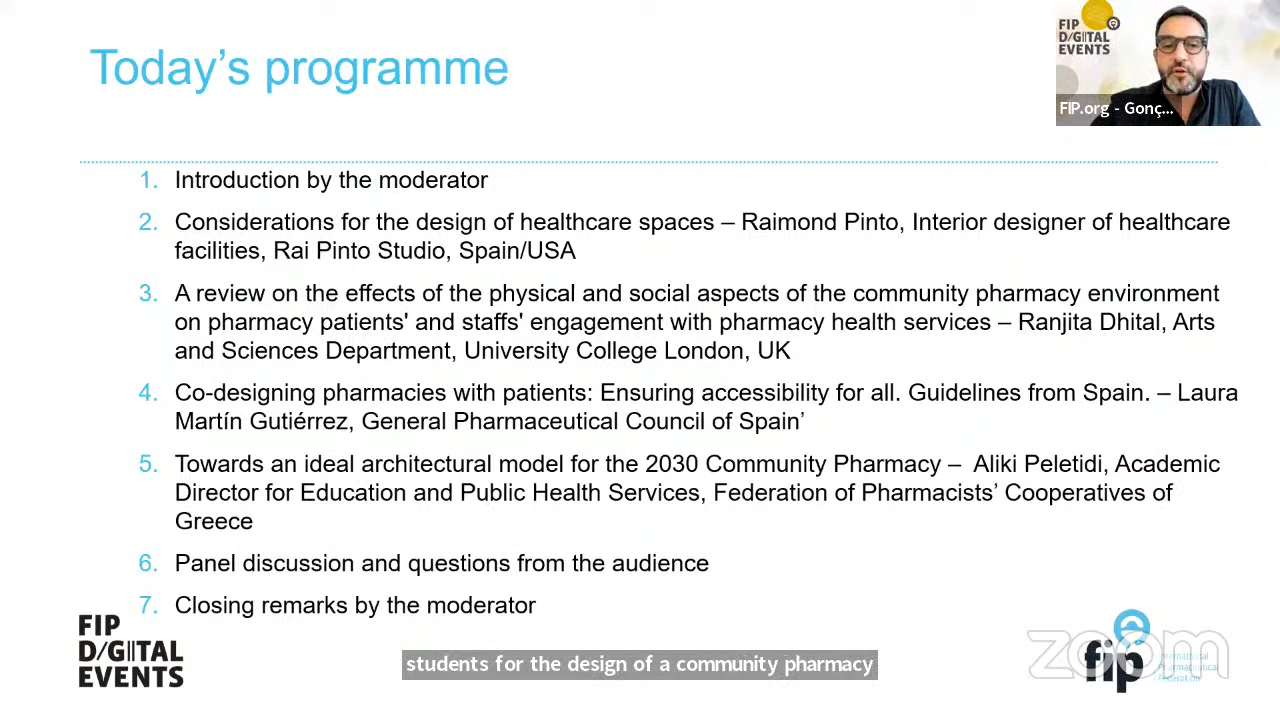 Today's programme
FIP
D/G|ITAL
EVENTS
FIP.org - Gonç...
1. Introduction by the moderator
2. Considerations for the design of healthcare spaces – Raimond Pinto, Interior designer of healthcare
facilities, Rai Pinto Studio, Spain/USA
3. A review on the effects of the physical and social aspects of the community pharmacy environment
on pharmacy patients' and staffs' engagement with pharmacy health services – Ranjita Dhital, Arts
and Sciences Department, University College London, UK
4. Co-designing pharmacies with patients: Ensuring accessibility for all. Guidelines from Spain. – Laura
Martín Gutiérrez, General Pharmaceutical Council of Spain’
5. Towards an ideal architectural model for the 2030 Community Pharmacy – Aliki Peletidi, Academic
Director for Education and Public Health Services, Federation of Pharmacists’ Cooperatives of
Greece
6. Panel discussion and questions from the audience
7. Closing remarks by the moderator
FIP
D/G|ITAL
EVENTS
students for the design of a community pharmacy
zoom
fip
International
Pharmaceutical
Federation